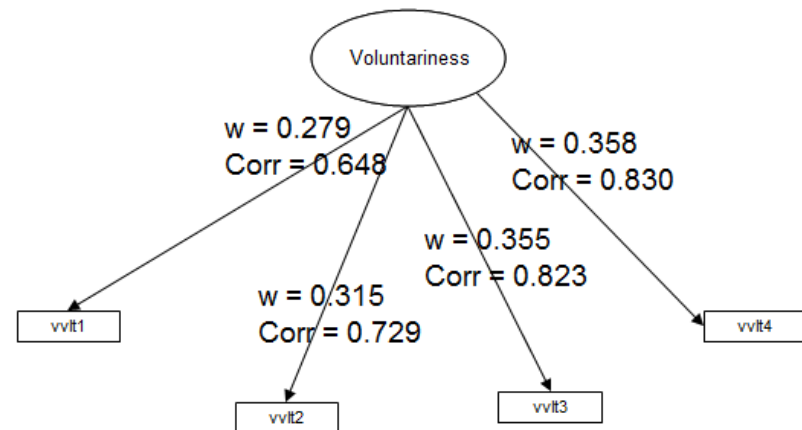 Voluntariness
w = 0.279
Corr = 0.648
w = 0.358
Corr = 0.830
w = 0.355
Corr = 0.823
w = 0.315
Corr = 0.729
vvlt1
vvlt4
vvlt2
vvlt3